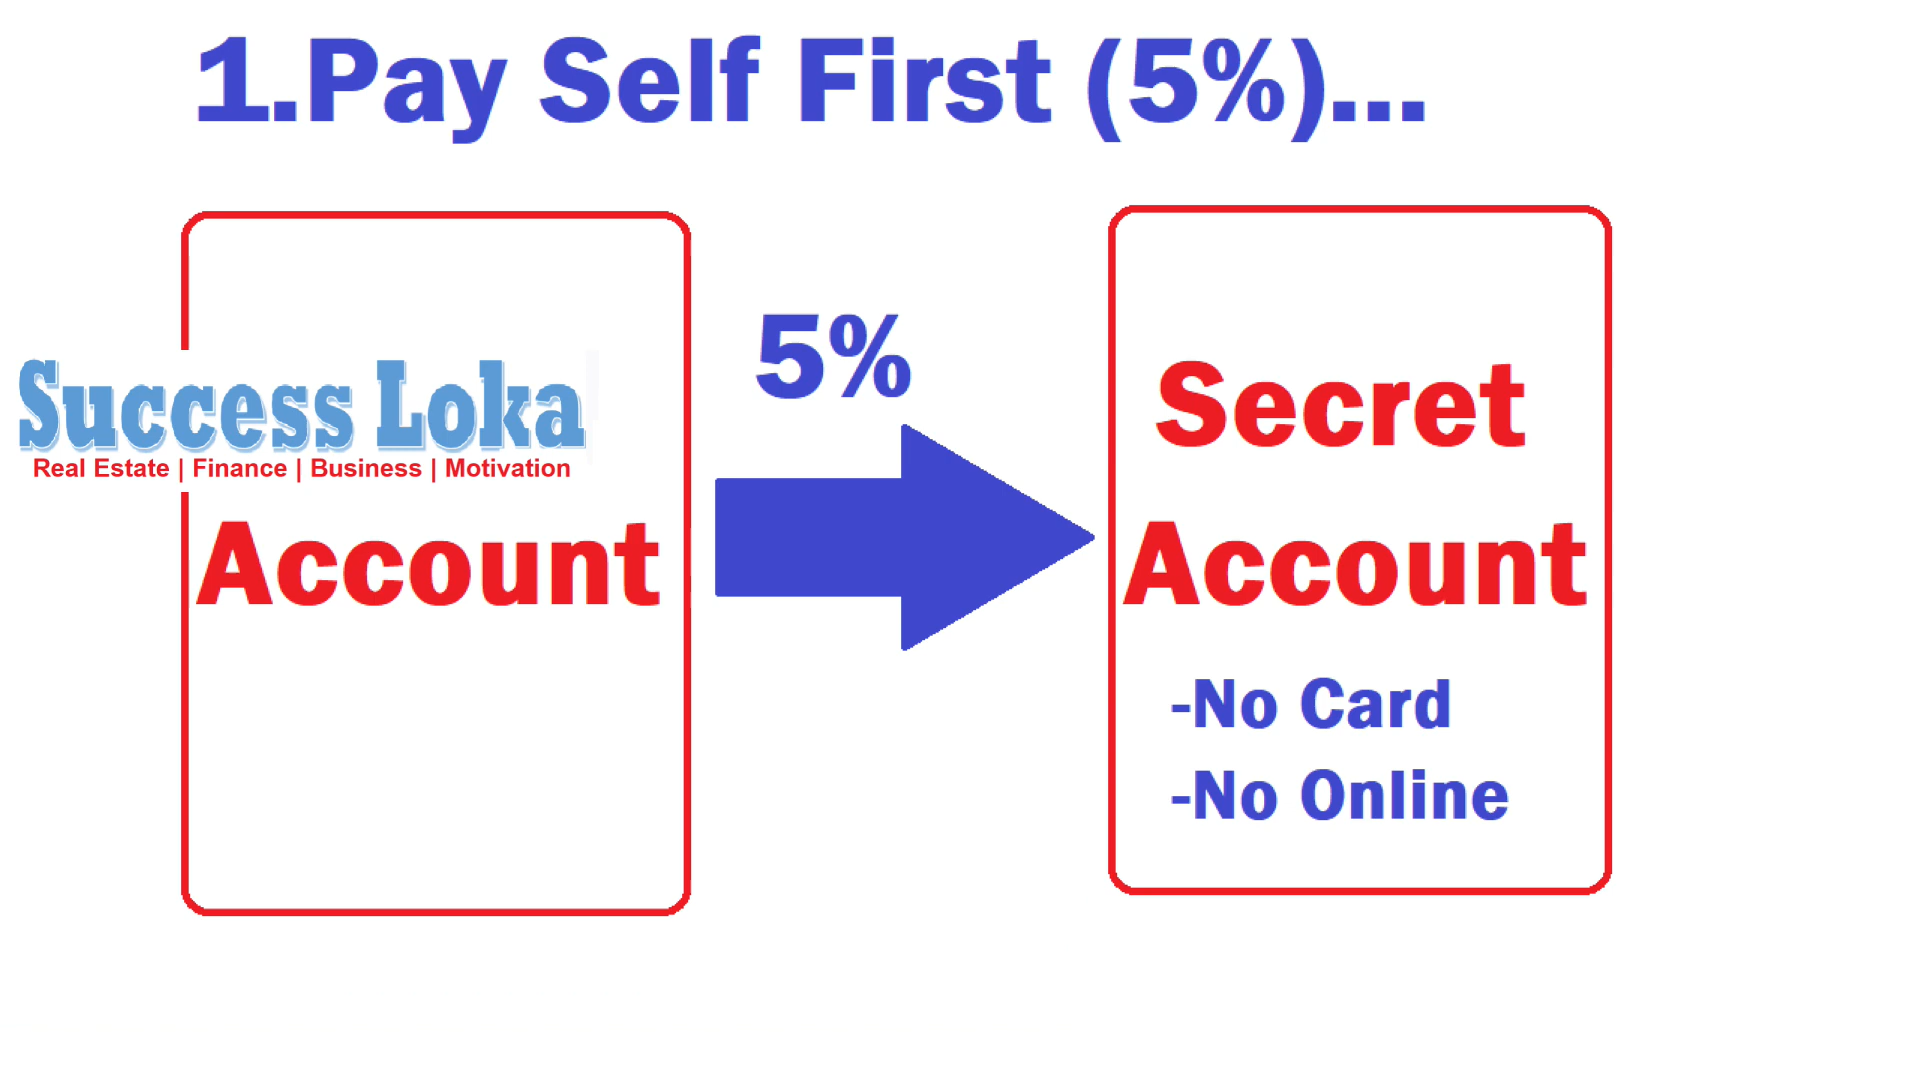 1.Pay Self First (5%)...
5%
Success Loka
Real Estate | Finance | Business | Motivation
Account
Secret
Account
-No Card
-No Online